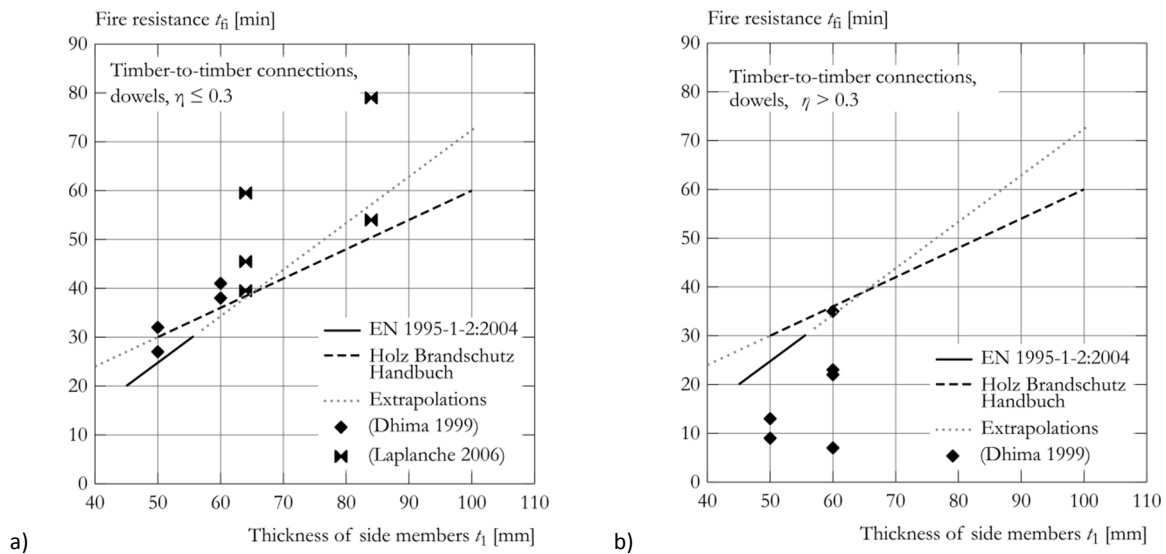 Fire resistance tfi [min]
90
80
70
60
50
40
30
20
10
0
Timber-to-timber connections,
dowels, η ≤ 0.3
EN 1995-1-2:2004
Holz Brandschutz
Handbuch
Extrapolations
(Dhima 1999)
(Laplanche 2006)
40 50 60 70 80 90 100 110
Thickness of side members t1 [mm]
a)
Fire resistance tfi [min]
90
80
70
60
50
40
30
20
10
0
Timber-to-timber connections,
dowels, η > 0.3
EN 1995-1-2:2004
Holz Brandschutz
Handbuch
Extrapolations
(Dhima 1999)
40 50 60 70 80 90 100 110
Thickness of side members t1 [mm]
b)